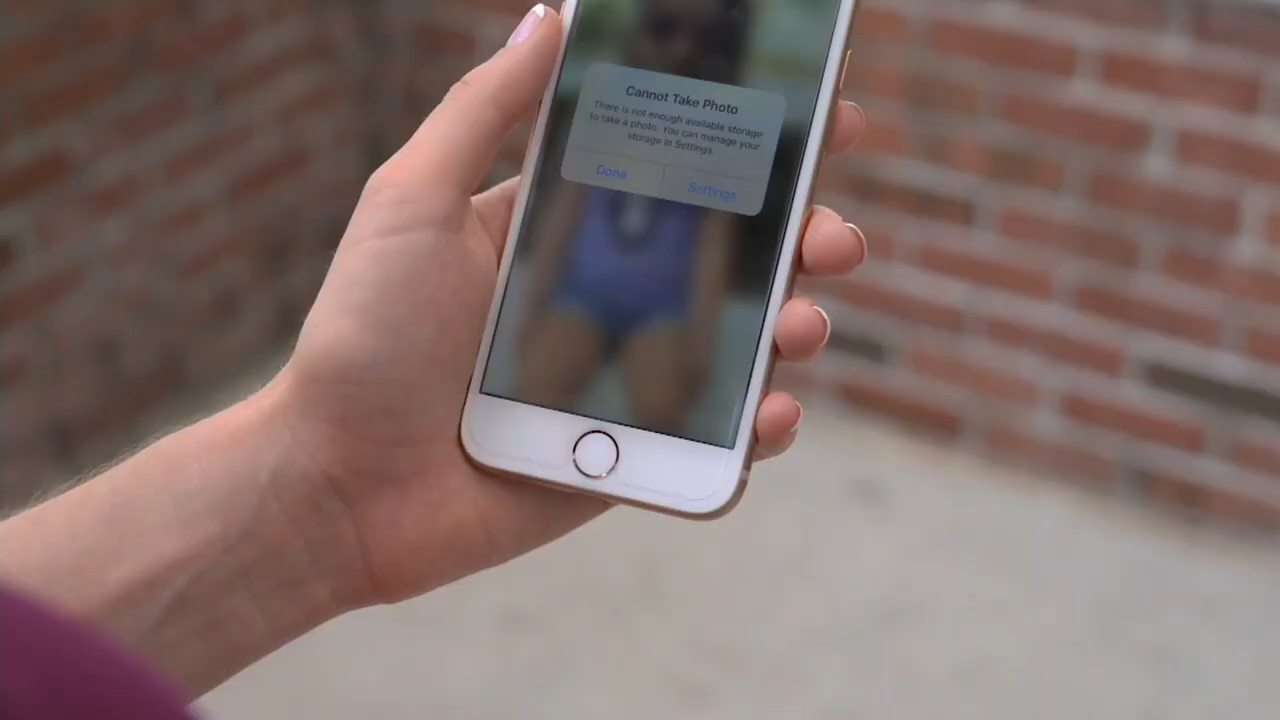 Cannot Take Photo
There is not enough available storage
to take a photo. You can manage your
storage in Settings.
Done
Settings